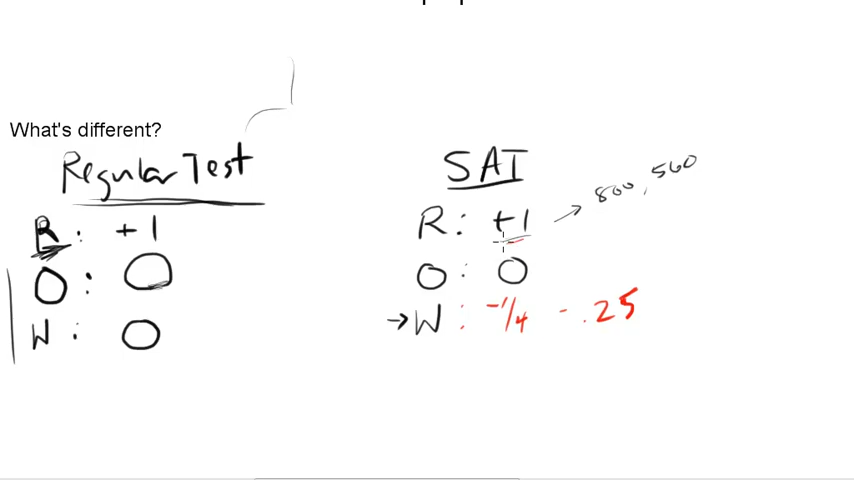 What's different?
Regular Test
R: +1
O: O
W: O
SAT
R: +1 → 800, 560
O: O
→ W: -1/4 - .25